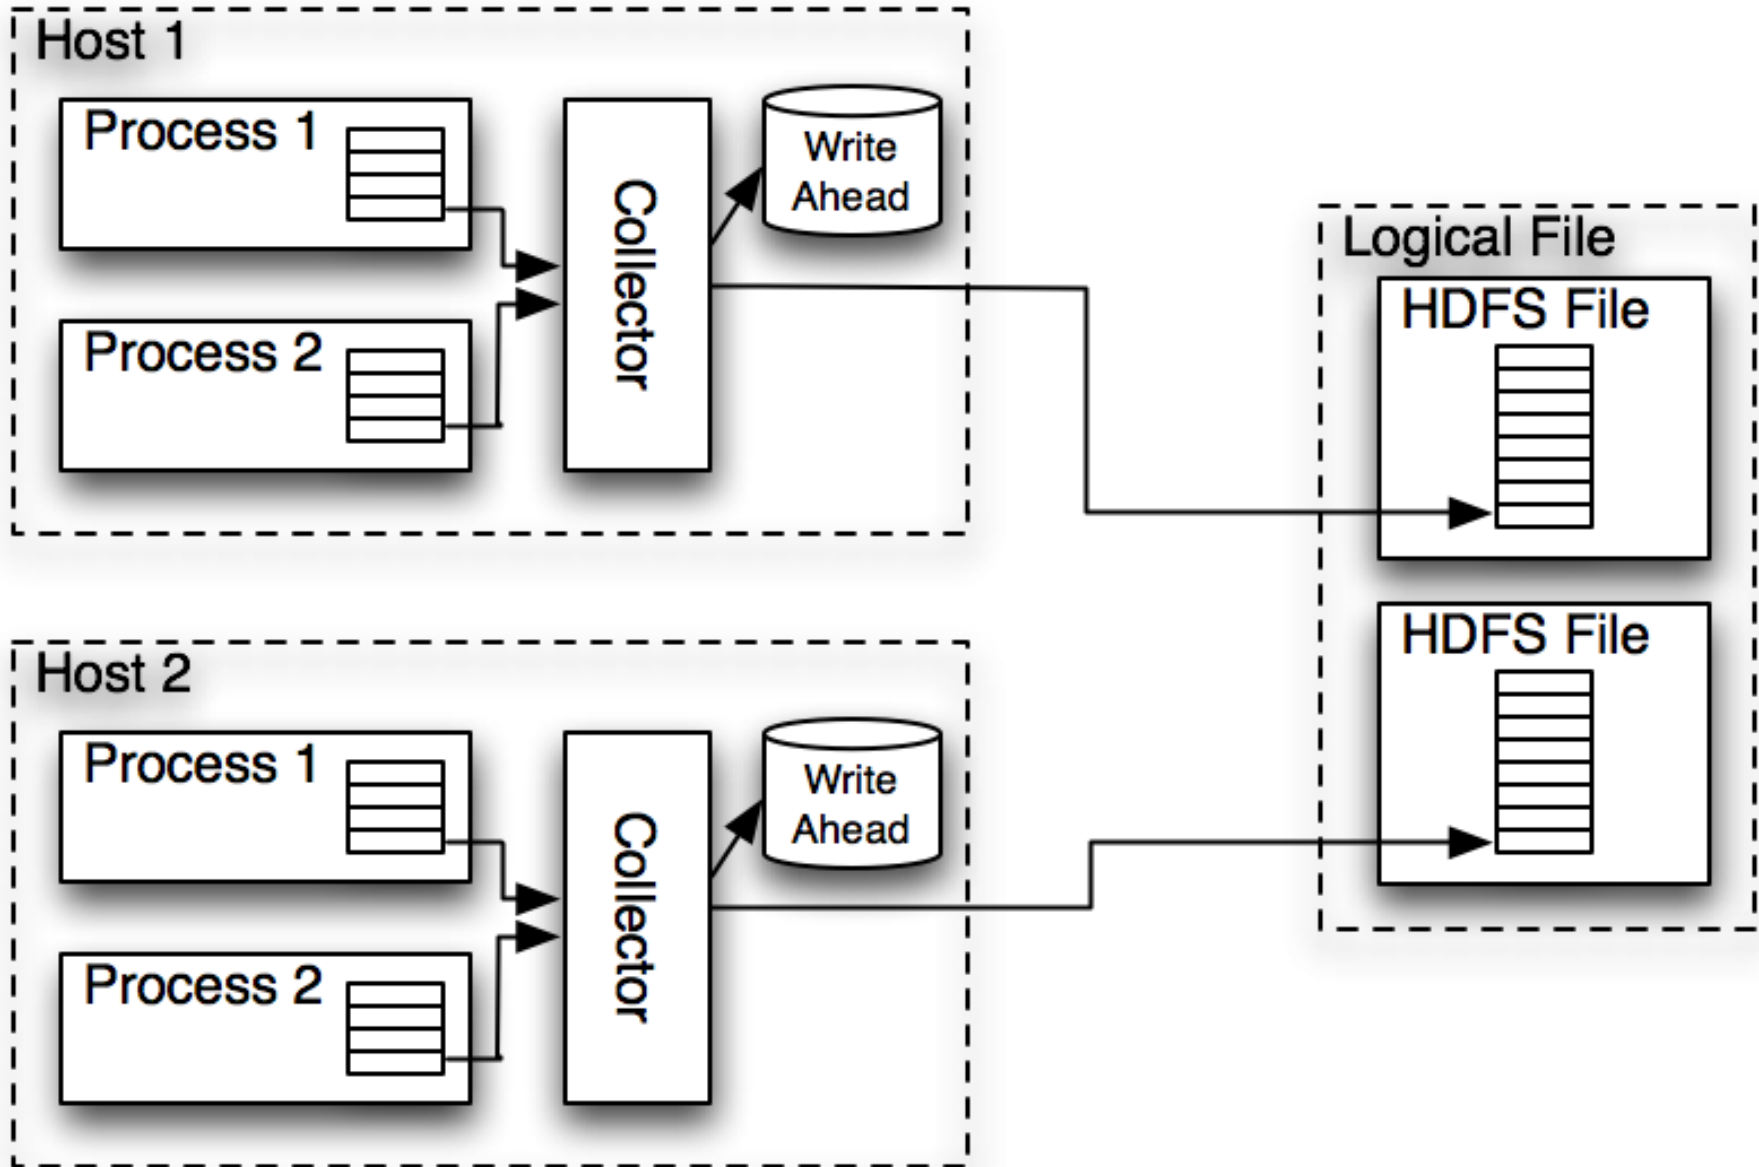 Host 1
Process 1
Process 2
Collector
Write
Ahead
Host 2
Process 1
Process 2
Collector
Write
Ahead
Logical File
HDFS File
HDFS File